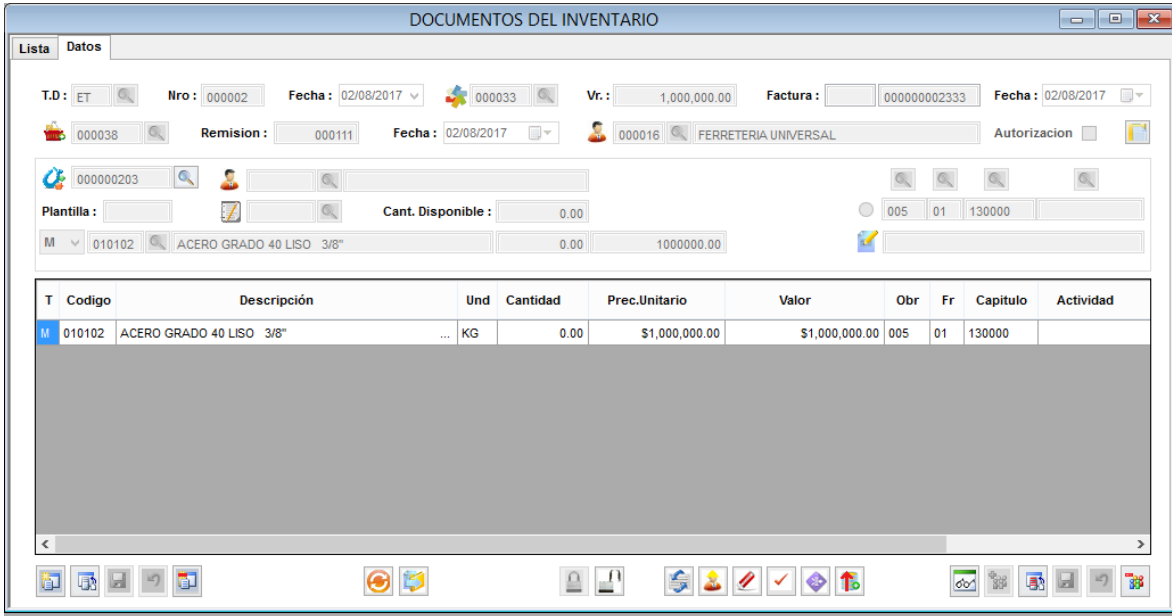 DOCUMENTOS DEL INVENTARIO
Lista Datos
T.D : ET Nro : 000002 Fecha : 02/08/2017 000033 Vr. : 1,000,000.00 Factura : 000000002333 Fecha : 02/08/2017
000038 Remision : 000111 Fecha : 02/08/2017 000016 FERRETERIA UNIVERSAL Autorizacion
000000203
Plantilla : Cant. Disponible : 0.00 005 01 130000
M 010102 ACERO GRADO 40 LISO 3/8" 0.00 1000000.00
T Codigo Descripción Und Cantidad Prec.Unitario Valor Obr Fr Capitulo Actividad
M 010102 ACERO GRADO 40 LISO 3/8" ... KG 0.00 $1,000,000.00 $1,000,000.00 005 01 130000